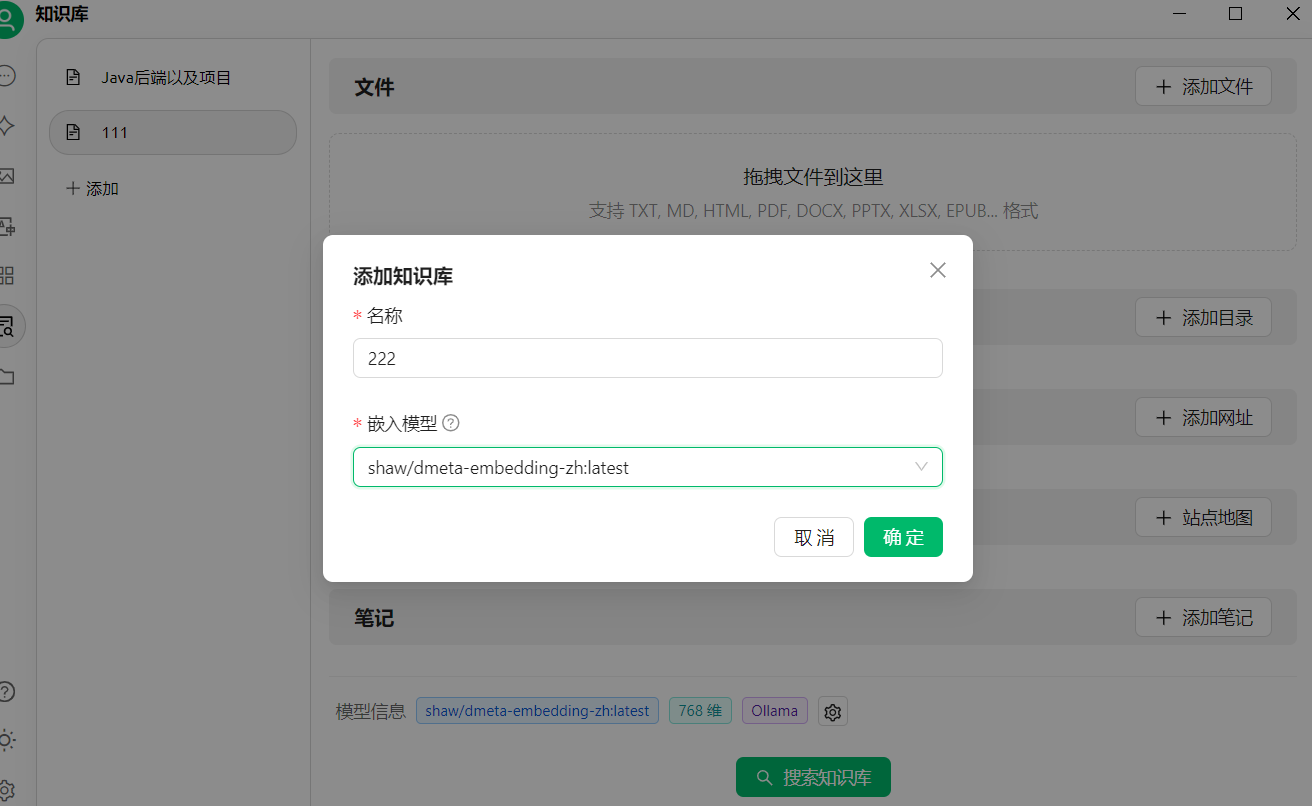 知识库
Java后端以及项目
111
添加
文件
添加文件
拖拽文件到这里
支持 TXT, MD, HTML, PDF, DOCX, PPTX, XLSX, EPUB... 格式
添加知识库
* 名称
222
* 嵌入模型
shaw/dmeta-embedding-zh:latest
取消
确定
添加目录
添加网址
站点地图
笔记
添加笔记
模型信息 shaw/dmeta-embedding-zh:latest 768 维 Ollama
搜索知识库